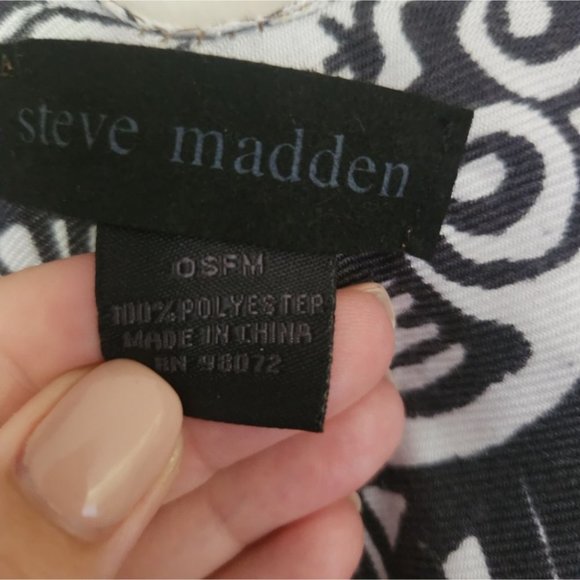 steve madden
OSFM
100% POLYESTER
MADE IN CHINA
RN 98072